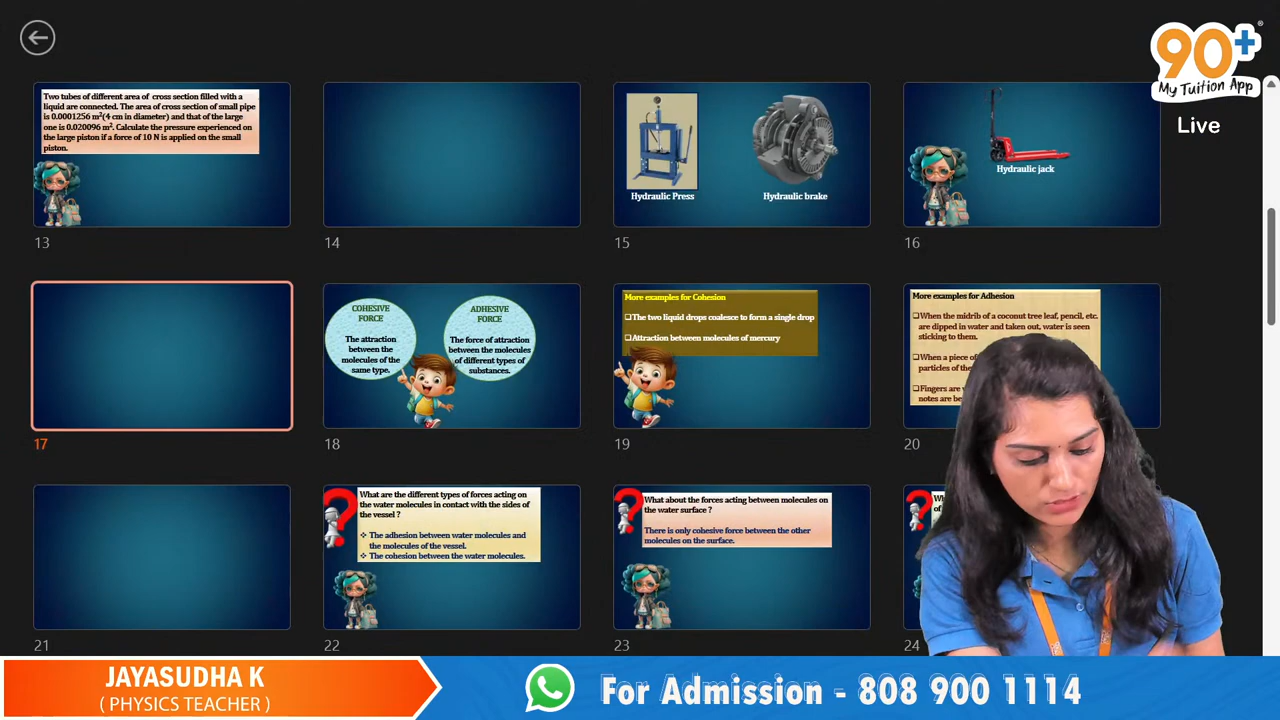 90+
My Tuition App
Live
Two tubes of different area of cross section filled with a
liquid are connected. The area of cross section of small pipe
is 0.0001256 m²(4 cm in diameter) and that of the large
one is 0.020096 m². Calculate the pressure experienced on
the large piston if a force of 10 N is applied on the small
piston.
Hydraulic Press
Hydraulic brake
Hydraulic jack
13
14
15
16
COHESIVE
FORCE
The attraction
between the
molecules of the
same type.
ADHESIVE
FORCE
The force of attraction
between the molecules
of different types of
substances.
More examples for Cohesion
❑The two liquid drops coalesce to form a single drop
❑Attraction between molecules of mercury
More examples for Adhesion
❑When the midrib of a coconut tree leaf, pencil, etc.
are dipped in water and taken out, water is seen
sticking to them.
❑When a piece of
particles of the
❑Fingers are
notes are be
17
18
19
20
What are the different types of forces acting on
the water molecules in contact with the sides of
the vessel ?
❖ The adhesion between water molecules and
the molecules of the vessel.
❖ The cohesion between the water molecules.
What about the forces acting between molecules on
the water surface ?
There is only cohesive force between the other
molecules on the surface.
of
21
22
23
24
JAYASUDHA K
( PHYSICS TEACHER )
For Admission - 808 900 1114